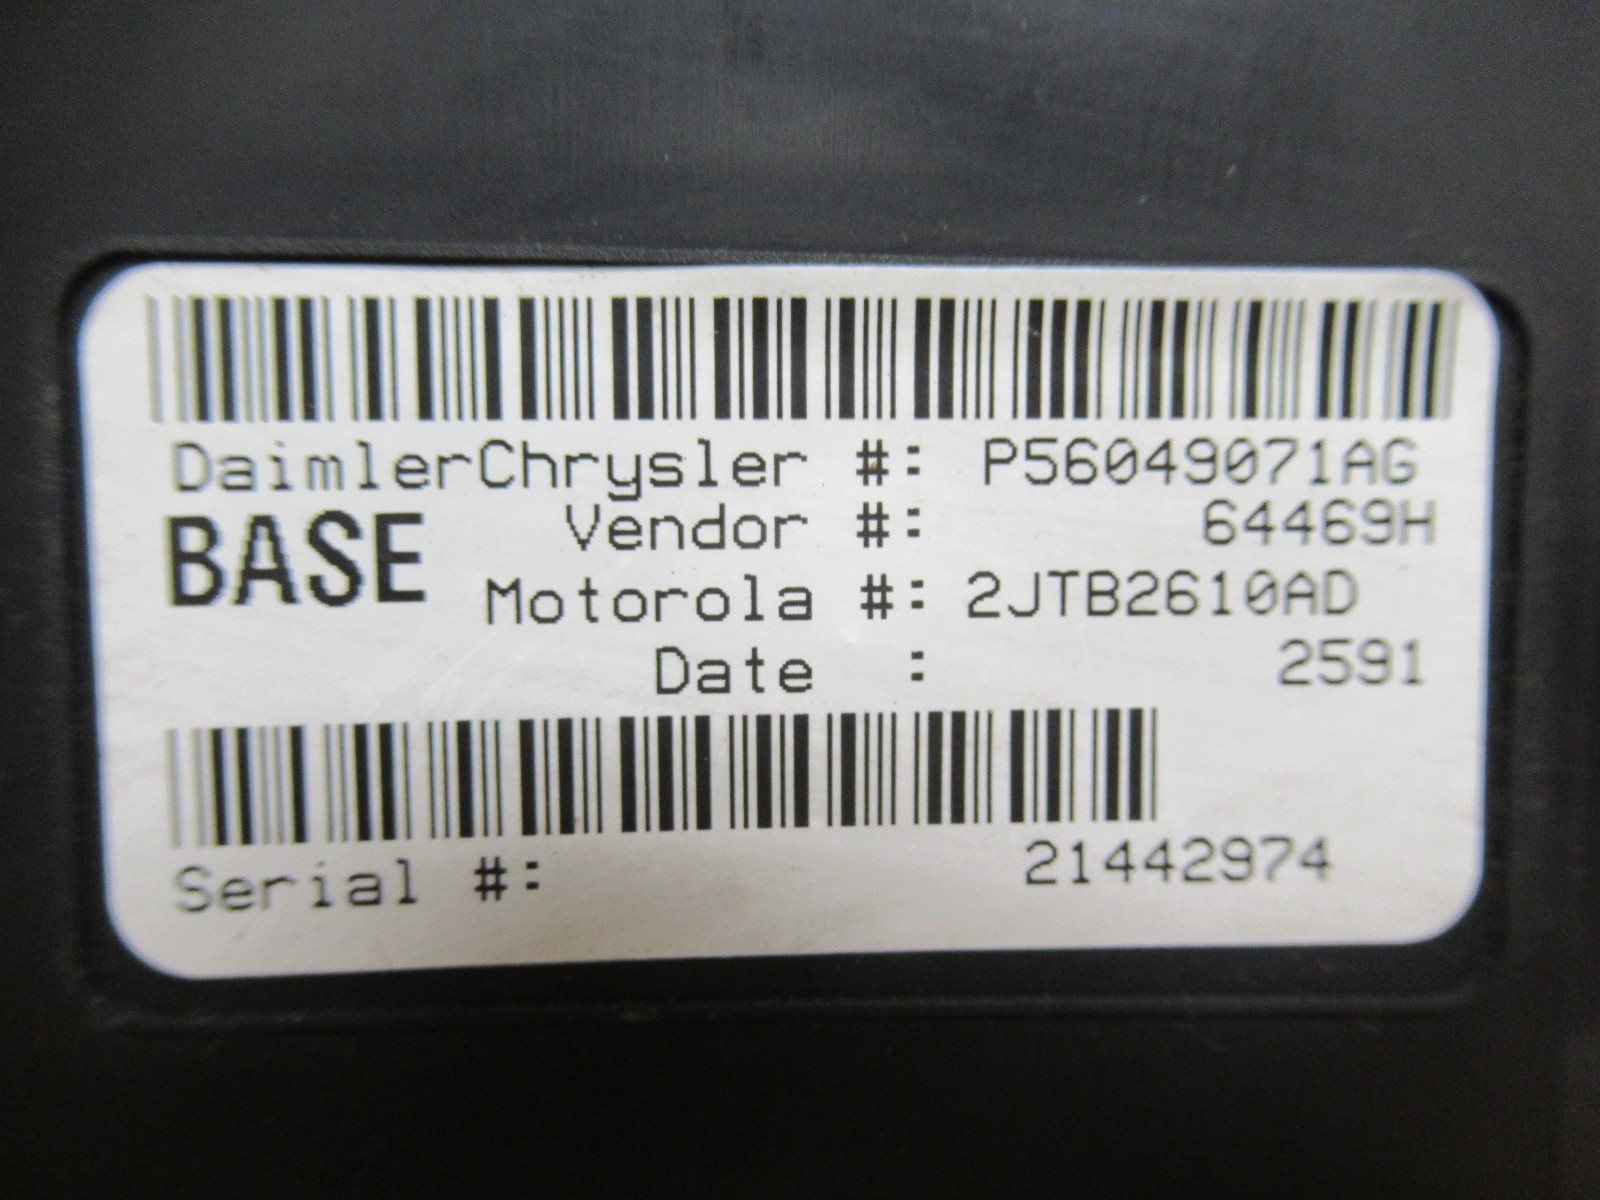 DaimlerChrysler #: P56049071AG
BASE Vendor #: 64469H
Motorola #: 2JTB2610AD
Date : 2591
Serial #: 21442974